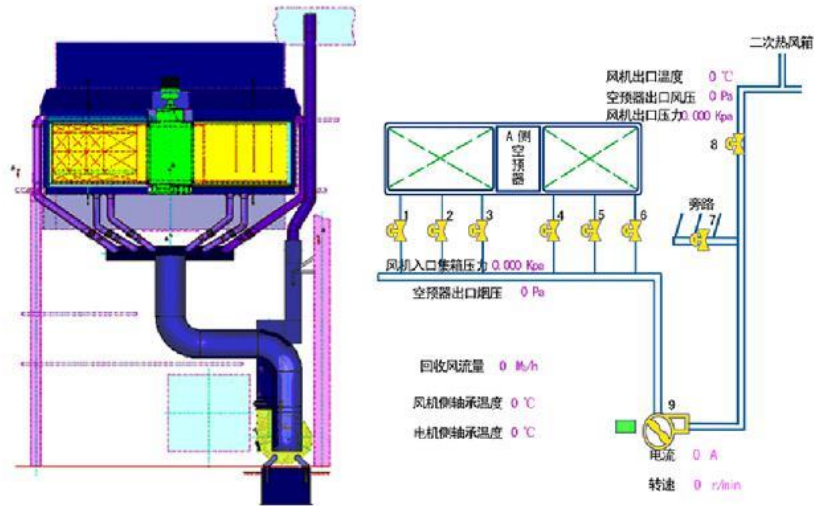 二次热风箱
风机出口温度 0 ℃
空预器出口风压 0 Pa
风机出口压力0.000 Kpa
8
A 侧空预器
旁路
7
1 2 3 4 5 6
风机入口集箱压力 0.000 Kpa
空预器出口烟压 0 Pa
回收风流量 0 M3/h
风机侧轴承温度 0 ℃
9
电机侧轴承温度 0 ℃
电流 0 A
转速 0 r/min